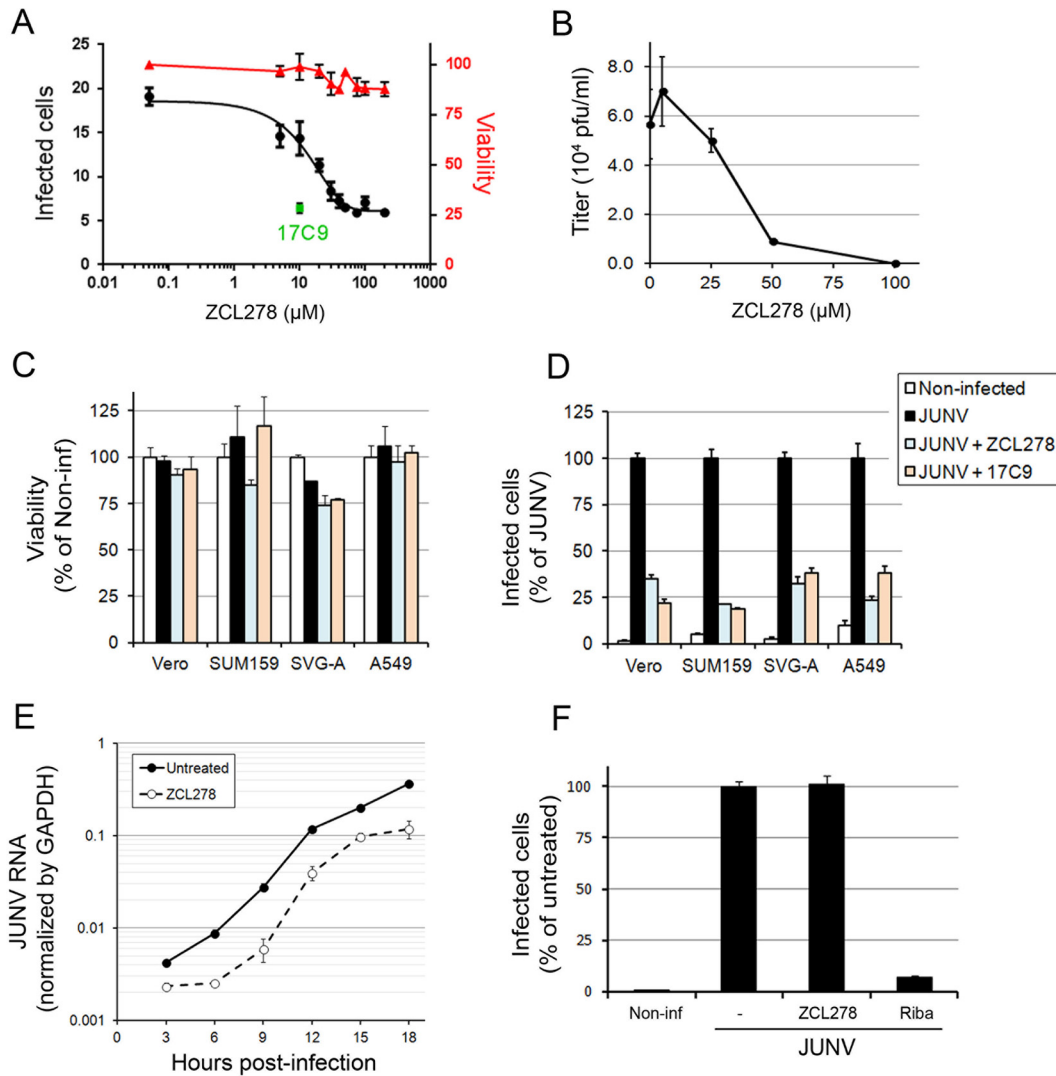 A
Infected cells
25
20
15
10
5
0
0.01
0.1
1
10
100
1000
ZCL278 (µM)
17C9
100
75
50
25
0
Viability
B
Titer (10⁴ pfu/ml)
8.0
6.0
4.0
2.0
0.0
0
25
50
75
100
ZCL278 (µM)
C
Viability
(% of Non-inf)
125
100
75
50
25
0
Vero
SUM159
SVG-A
A549
D
Infected cells
(% of JUNV)
125
100
75
50
25
0
Vero
SUM159
SVG-A
A549
Non-infected
JUNV
JUNV + ZCL278
JUNV + 17C9
E
JUNV RNA
(normalized by GAPDH)
1
0.1
0.01
0.001
Untreated
ZCL278
0
3
6
9
12
15
18
Hours post-infection
F
Infected cells
(% of untreated)
100
75
50
25
0
Non-inf
-
ZCL278
Riba
JUNV